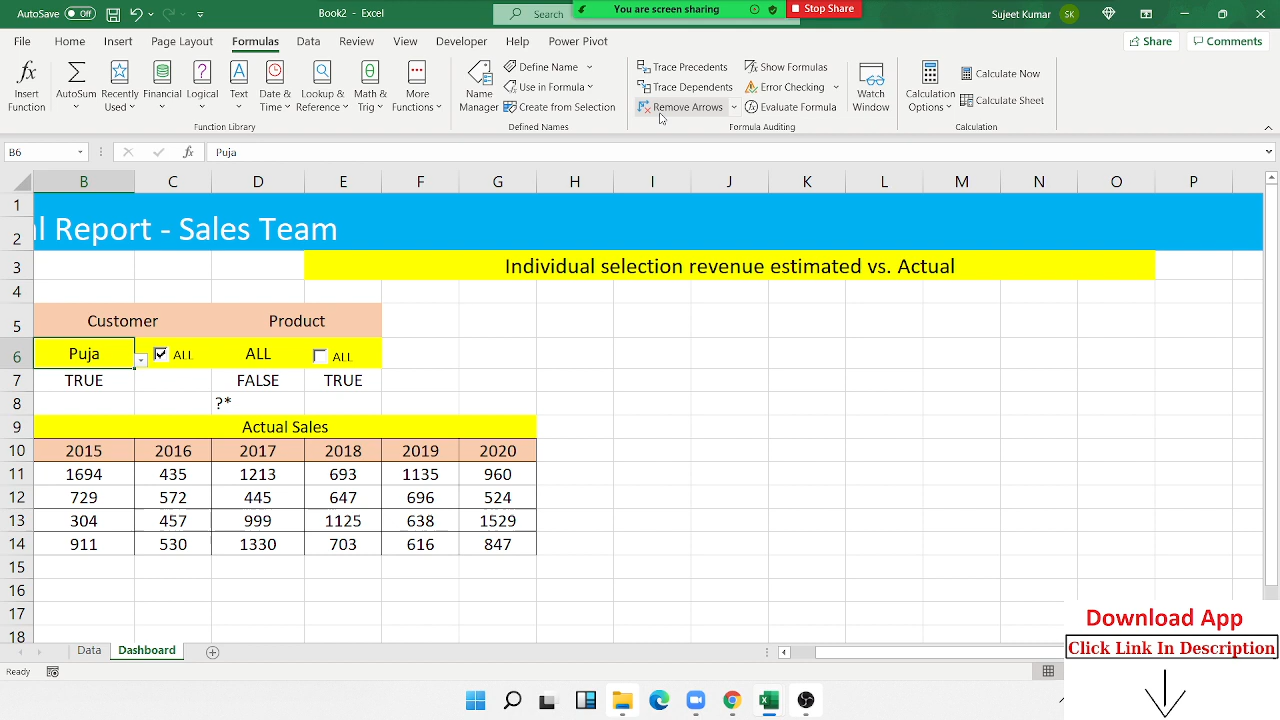 AutoSave Off Book2 - Excel Search You are screen sharing Stop Share Sujeet Kumar SK
File Home Insert Page Layout Formulas Data Review View Developer Help Power Pivot Share Comments
Insert Function
AutoSum
Recently Used
Financial
Logical
Text
Date & Time
Lookup & Reference
Math & Trig
More Functions
Function Library
Name Manager
Define Name
Use in Formula
Create from Selection
Defined Names
Trace Precedents
Trace Dependents
Remove Arrows
Show Formulas
Error Checking
Evaluate Formula
Formula Auditing
Watch Window
Calculation Options
Calculate Now
Calculate Sheet
Calculation
B6 fx Puja
B C D E F G H I J K L M N O P
1
2 l Report - Sales Team
3 Individual selection revenue estimated vs. Actual
4
5 Customer Product
6 Puja ALL ALL ALL
7 TRUE FALSE TRUE
8 ?*
9 Actual Sales
10 2015 2016 2017 2018 2019 2020
11 1694 435 1213 693 1135 960
12 729 572 445 647 696 524
13 304 457 999 1125 638 1529
14 911 530 1330 703 616 847
15
16
17
18
Download App
Click Link In Description
Data Dashboard
Ready